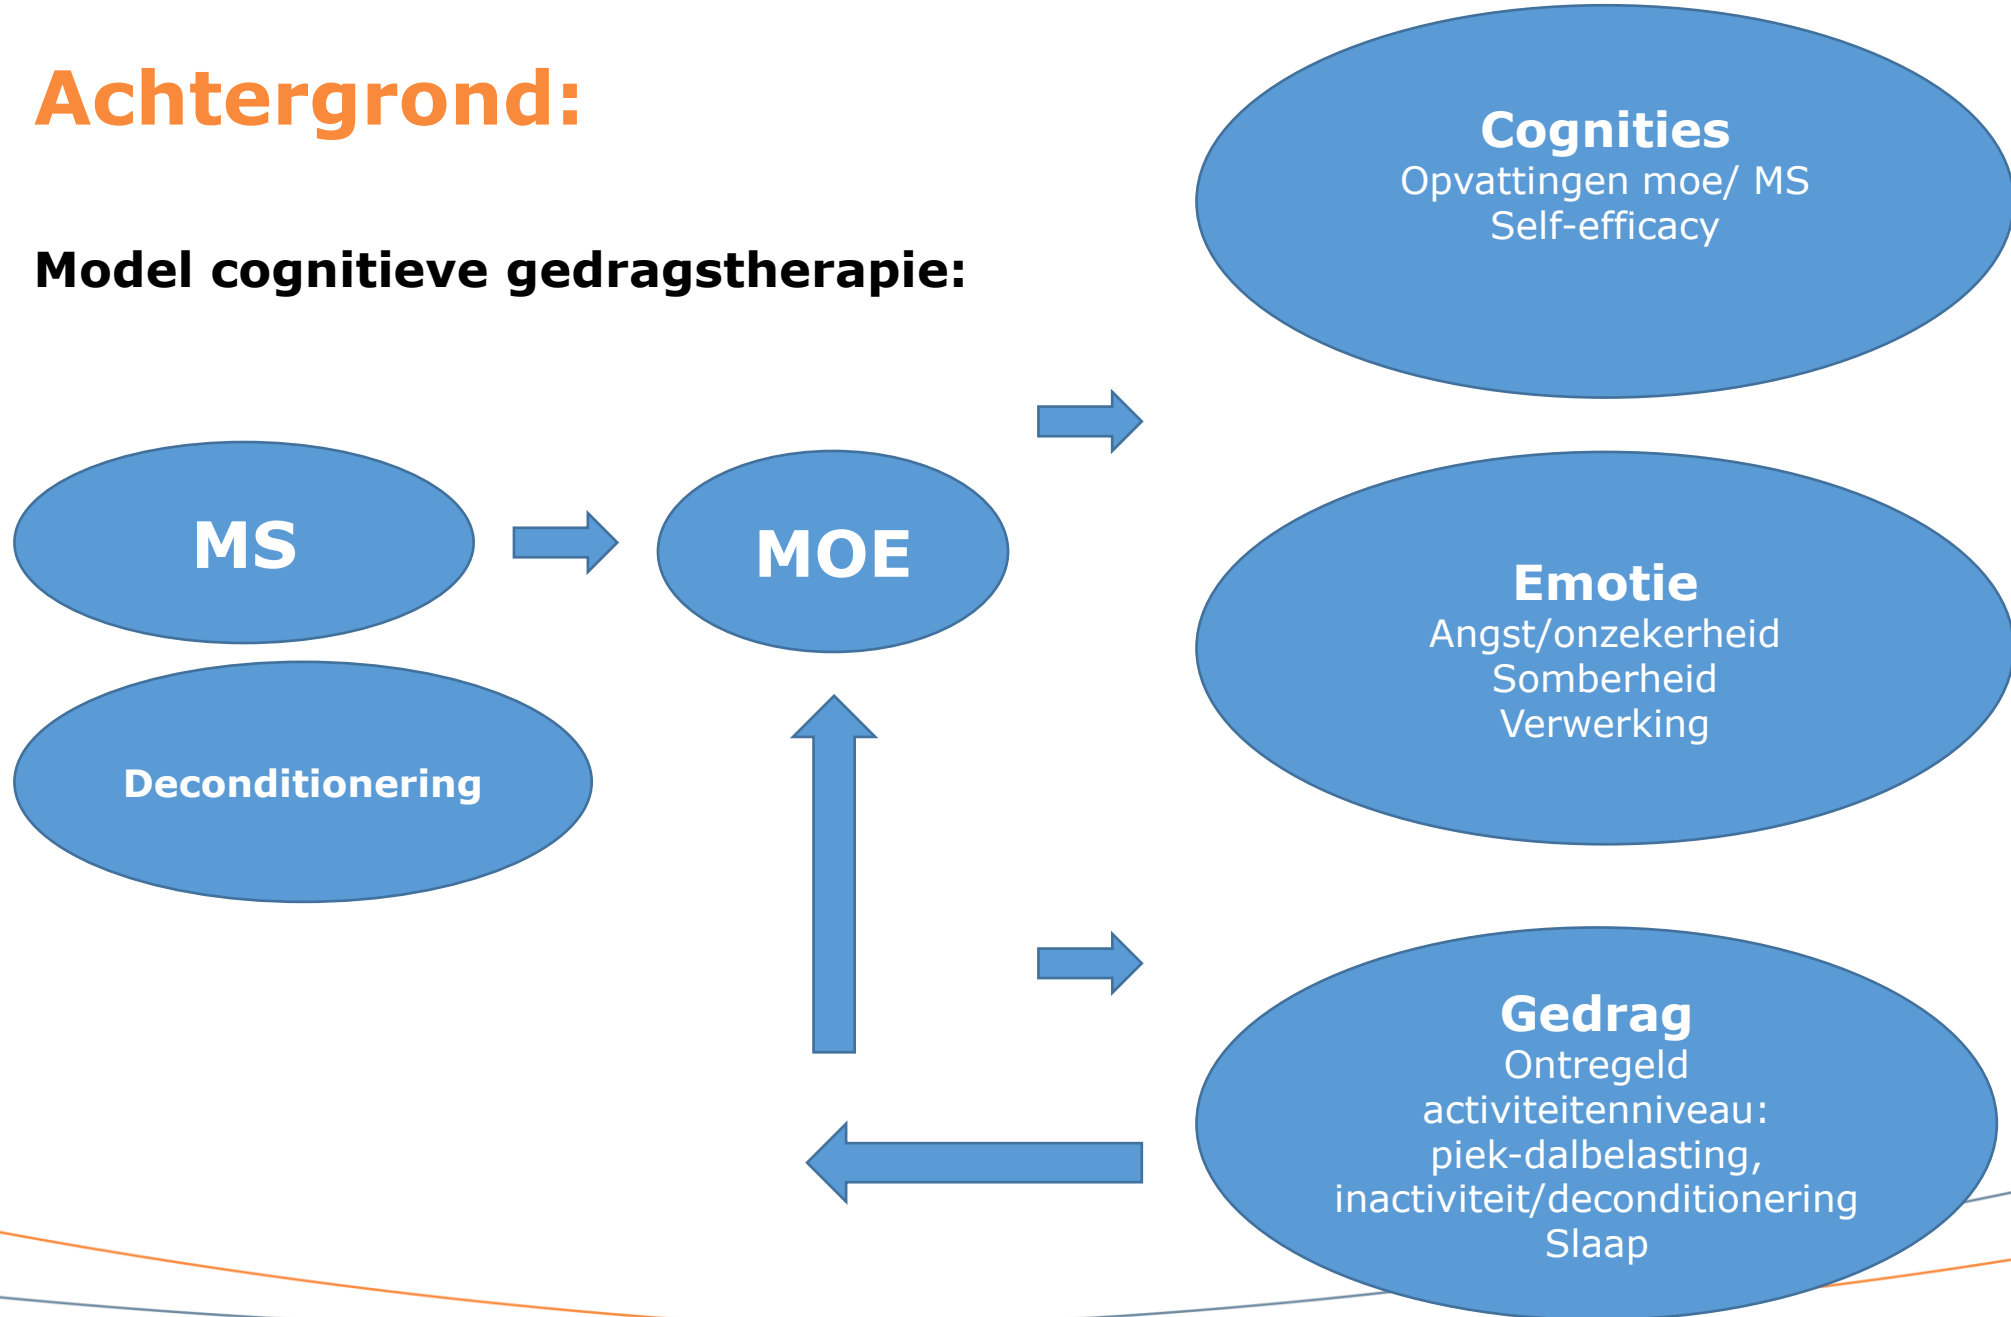 Achtergrond:
Model cognitieve gedragstherapie:
MS
Deconditionering
MOE
Cognities
Opvattingen moe/ MS
Self-efficacy
Emotie
Angst/onzekerheid
Somberheid
Verwerking
Gedrag
Ontregeld
activiteitenniveau:
piek-dalbelasting,
inactiviteit/deconditionering
Slaap